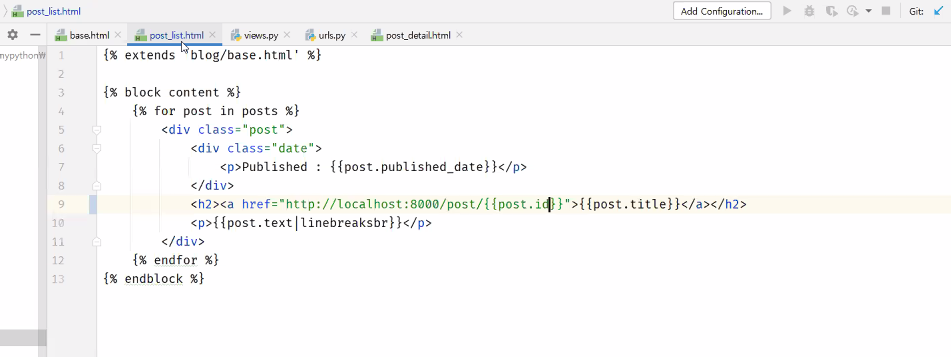 post_list.html
Add Configuration...
Git:
base.html
post_list.html
views.py
urls.py
post_detail.html
mypython₩
1 {% extends 'blog/base.html' %}
2
3 {% block content %}
4 {% for post in posts %}
5 <div class="post">
6 <div class="date">
7 <p>Published : {{post.published_date}}</p>
8 </div>
9 <h2><a href="http://localhost:8000/post/{{post.id}}">{{post.title}}</a></h2>
10 <p>{{post.text|linebreaksbr}}</p>
11 </div>
12 {% endfor %}
13 {% endblock %}